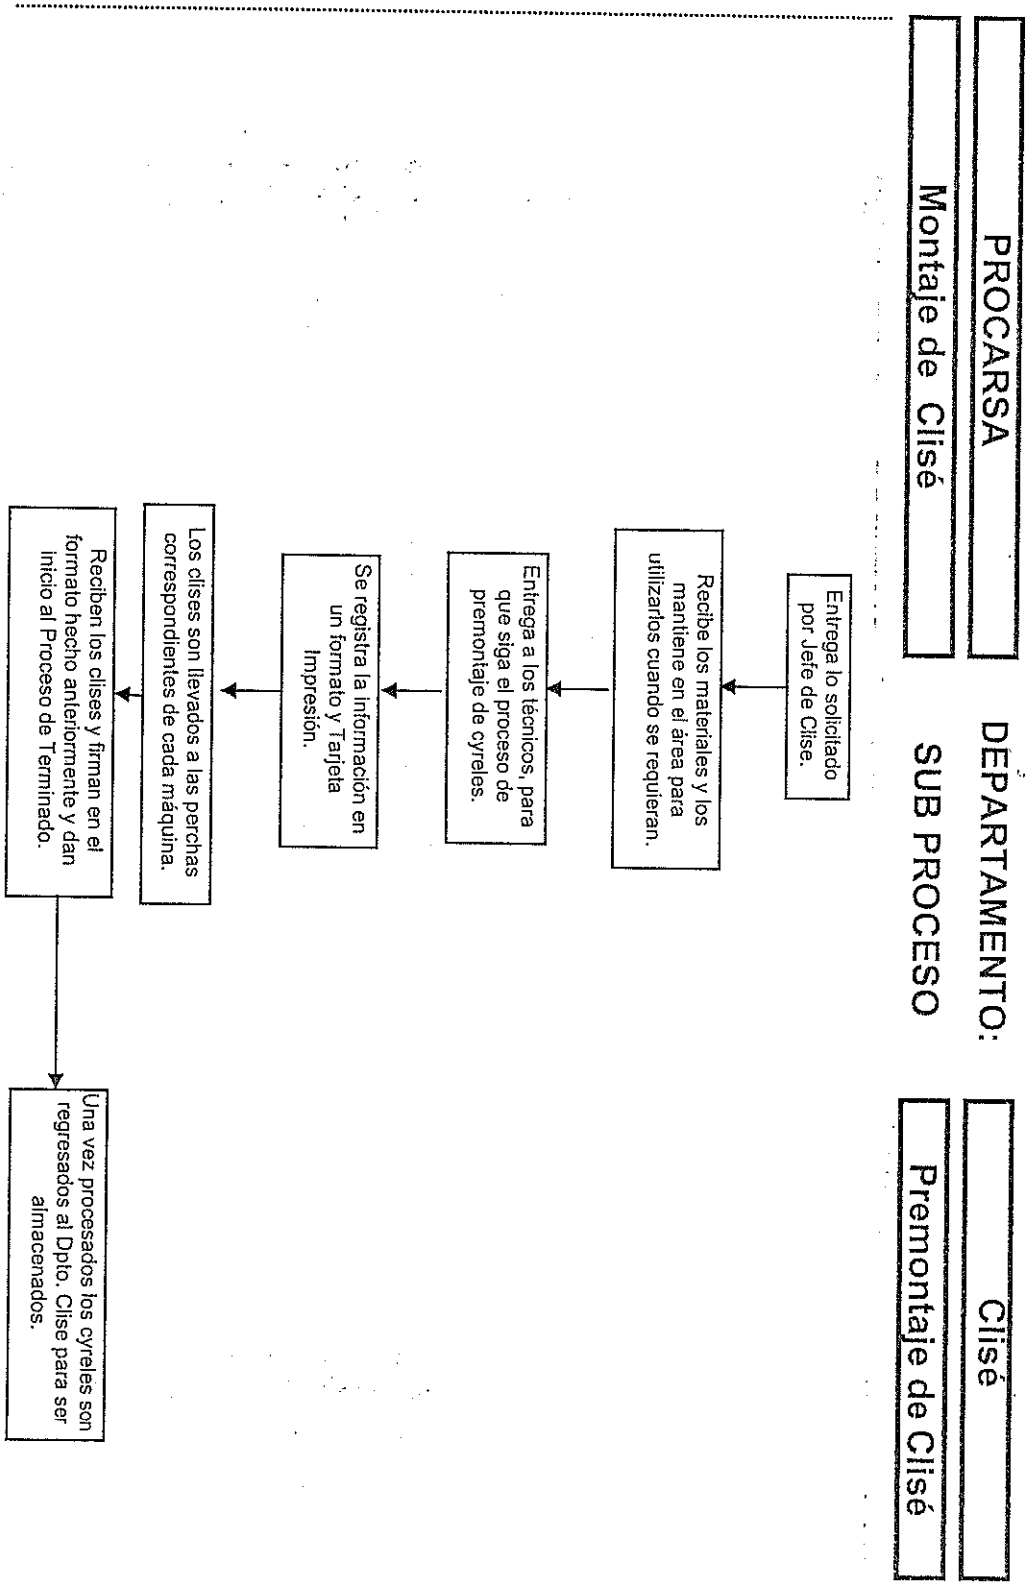 PROCARSA
DEPARTAMENTO:
Clisé
Montaje de Clisé
SUB PROCESO
Premontaje de Clisé
Entrega lo solicitado
por Jefe de Clise.
Recibe los materiales y los
mantiene en el área para
utilizarlos cuando se requieran.
Entrega a los técnicos, para
que siga el proceso de
premontaje de cyreles.
Se registra la información en
un formato y Tarjeta
Impresión.
Los clises son llevados a las perchas
correspondientes de cada máquina.
Reciben los clises y firman en el
formato hecho anteriormente y dan
inicio al Proceso de Terminado.
Una vez procesados los cyreles son
regresados al Dpto. Clise para ser
almacenados.